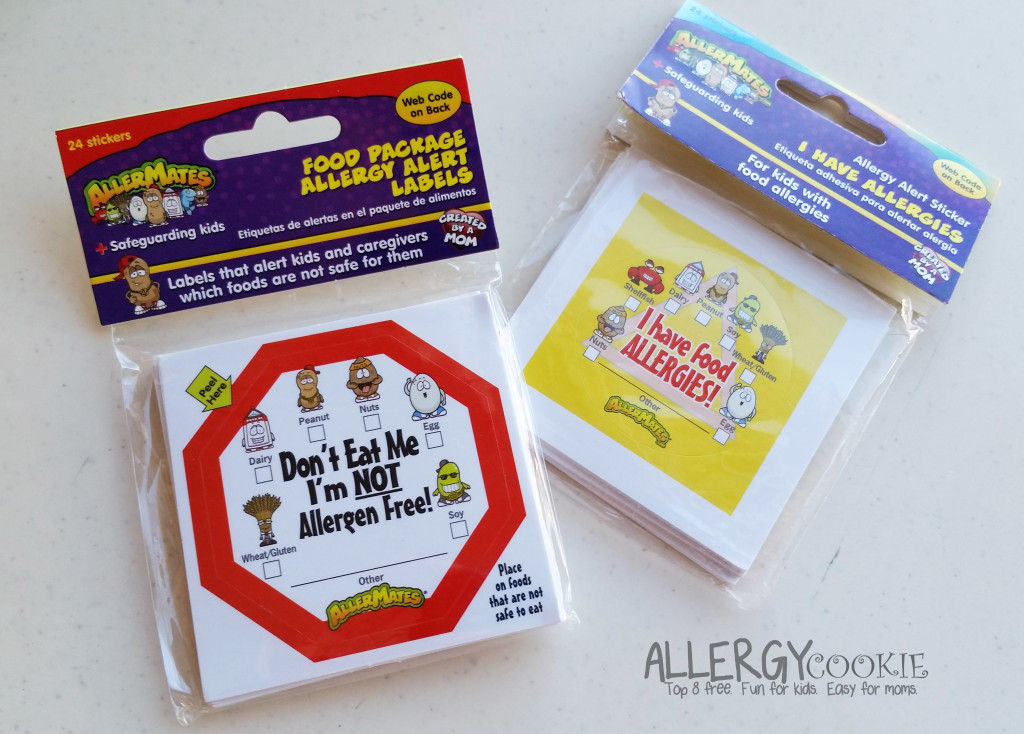 24 stickers
Web Code
on Back
ALLERMATES
FOOD PACKAGE
ALLERGY ALERT
LABELS
Etiquetas de alertas en el paquete de alimentos
+ Safeguarding kids
CREATED
BY A
MOM
Labels that alert kids and caregivers
which foods are not safe for them
Peel
Here
Peanut
Nuts
Egg
Dairy
Don't Eat Me
I'm NOT
Allergen Free!
Soy
Wheat/Gluten
Other
ALLERMATES
Place
on foods
that are not
safe to eat
24 stickers
ALLERMATES
+ Safeguarding kids
Allergy Alert Sticker
I HAVE ALLERGIES
Etiqueta adhesiva para alertar alergia
For kids with
food allergies
Web Code
on Back
CREATED
BY A
MOM
Shellfish
Dairy
Peanut
Soy
Wheat/Gluten
Nuts
I have food
ALLERGIES!
Egg
Other
ALLERMATES
ALLERGYCOOKIE
Top 8 free. Fun for kids. Easy for moms.